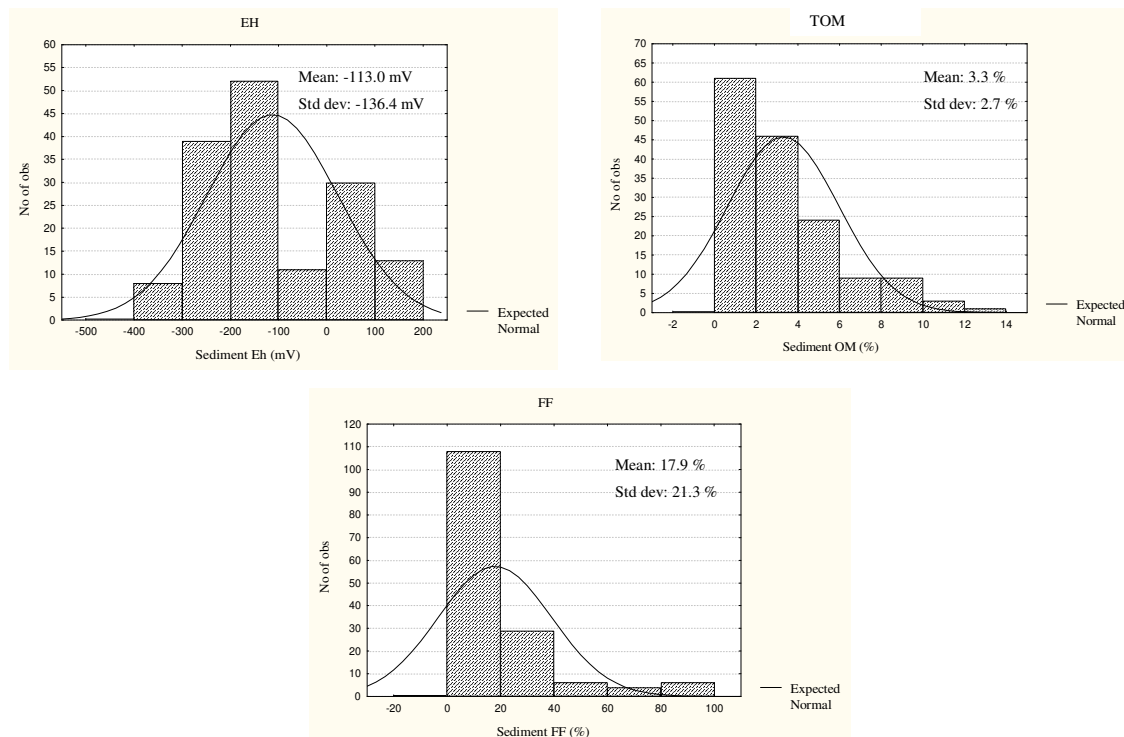 EH
60
55
50
45
40
35
30
25
20
15
10
5
0
No of obs
Mean: -113.0 mV
Std dev: -136.4 mV
-500 -400 -300 -200 -100 0 100 200
Sediment Eh (mV)
Expected
Normal
TOM
70
65
60
55
50
45
40
35
30
25
20
15
10
5
0
No of obs
Mean: 3.3 %
Std dev: 2.7 %
-2 0 2 4 6 8 10 12 14
Sediment OM (%)
Expected
Normal
FF
120
110
100
90
80
70
60
50
40
30
20
10
0
No of obs
Mean: 17.9 %
Std dev: 21.3 %
-20 0 20 40 60 80 100
Sediment FF (%)
Expected
Normal